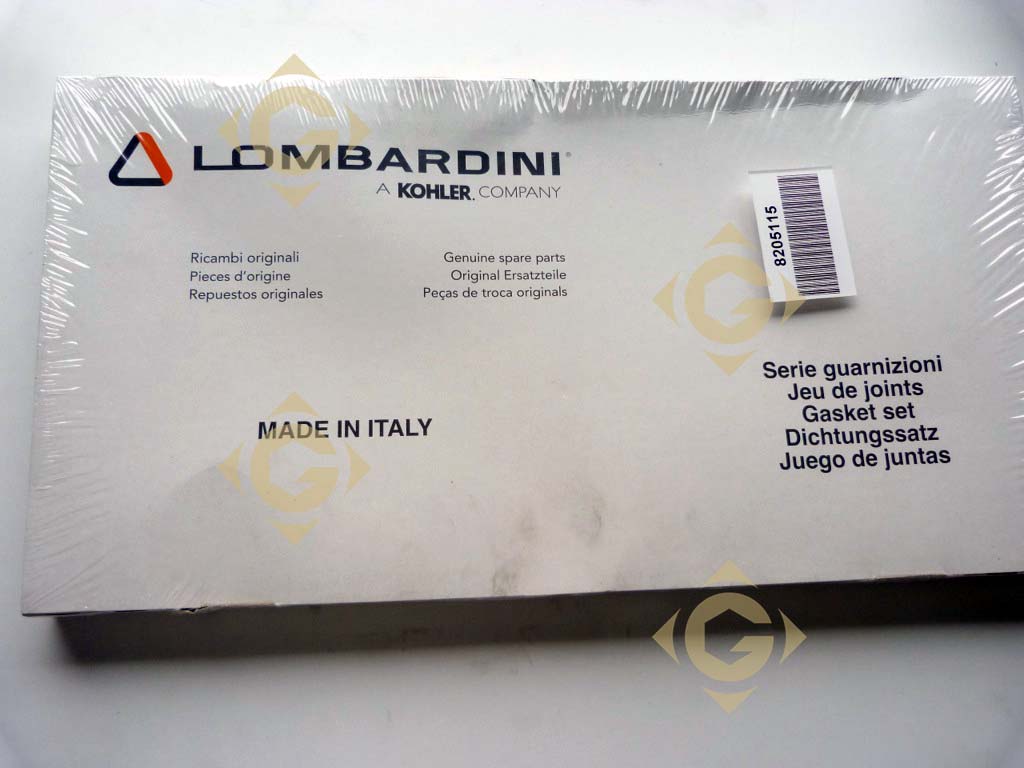 LOMBARDINI®
A KOHLER. COMPANY
Ricambi originali
Pieces d'origine
Repuestos originales
Genuine spare parts
Original Ersatzteile
Peças de troca originals
8205115
MADE IN ITALY
Serie guarnizioni
Jeu de joints
Gasket set
Dichtungssatz
Juego de juntas
G
G
G
G